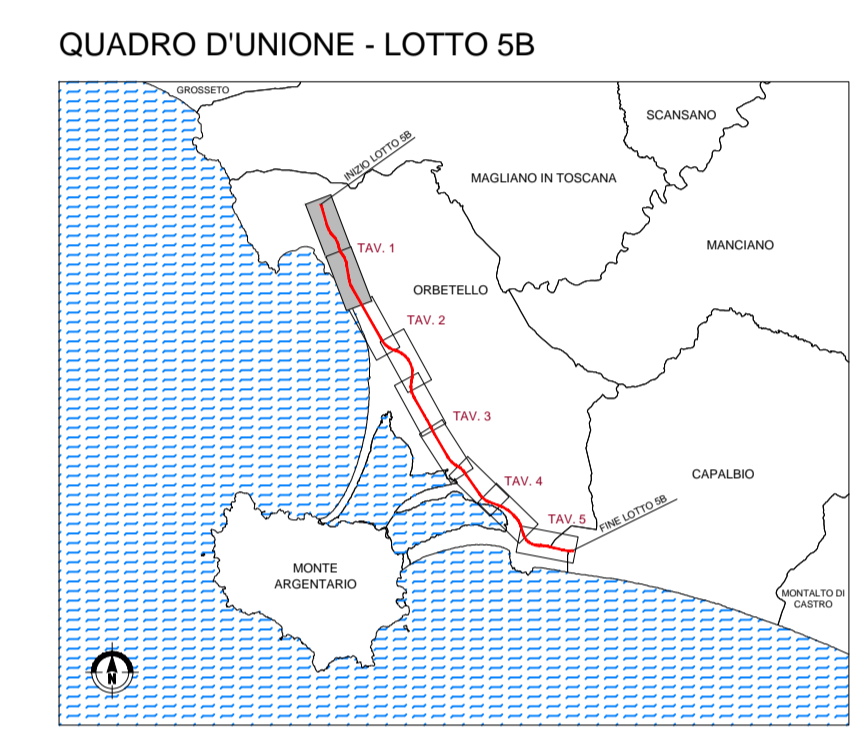 QUADRO D'UNIONE - LOTTO 5B
GROSSETO
SCANSANO
INIZIO LOTTO 5B
MAGLIANO IN TOSCANA
TAV. 1
MANCIANO
ORBETELLO
TAV. 2
TAV. 3
CAPALBIO
TAV. 4
TAV. 5
FINE LOTTO 5B
MONTE
ARGENTARIO
MONTALTO DI
CASTRO
N